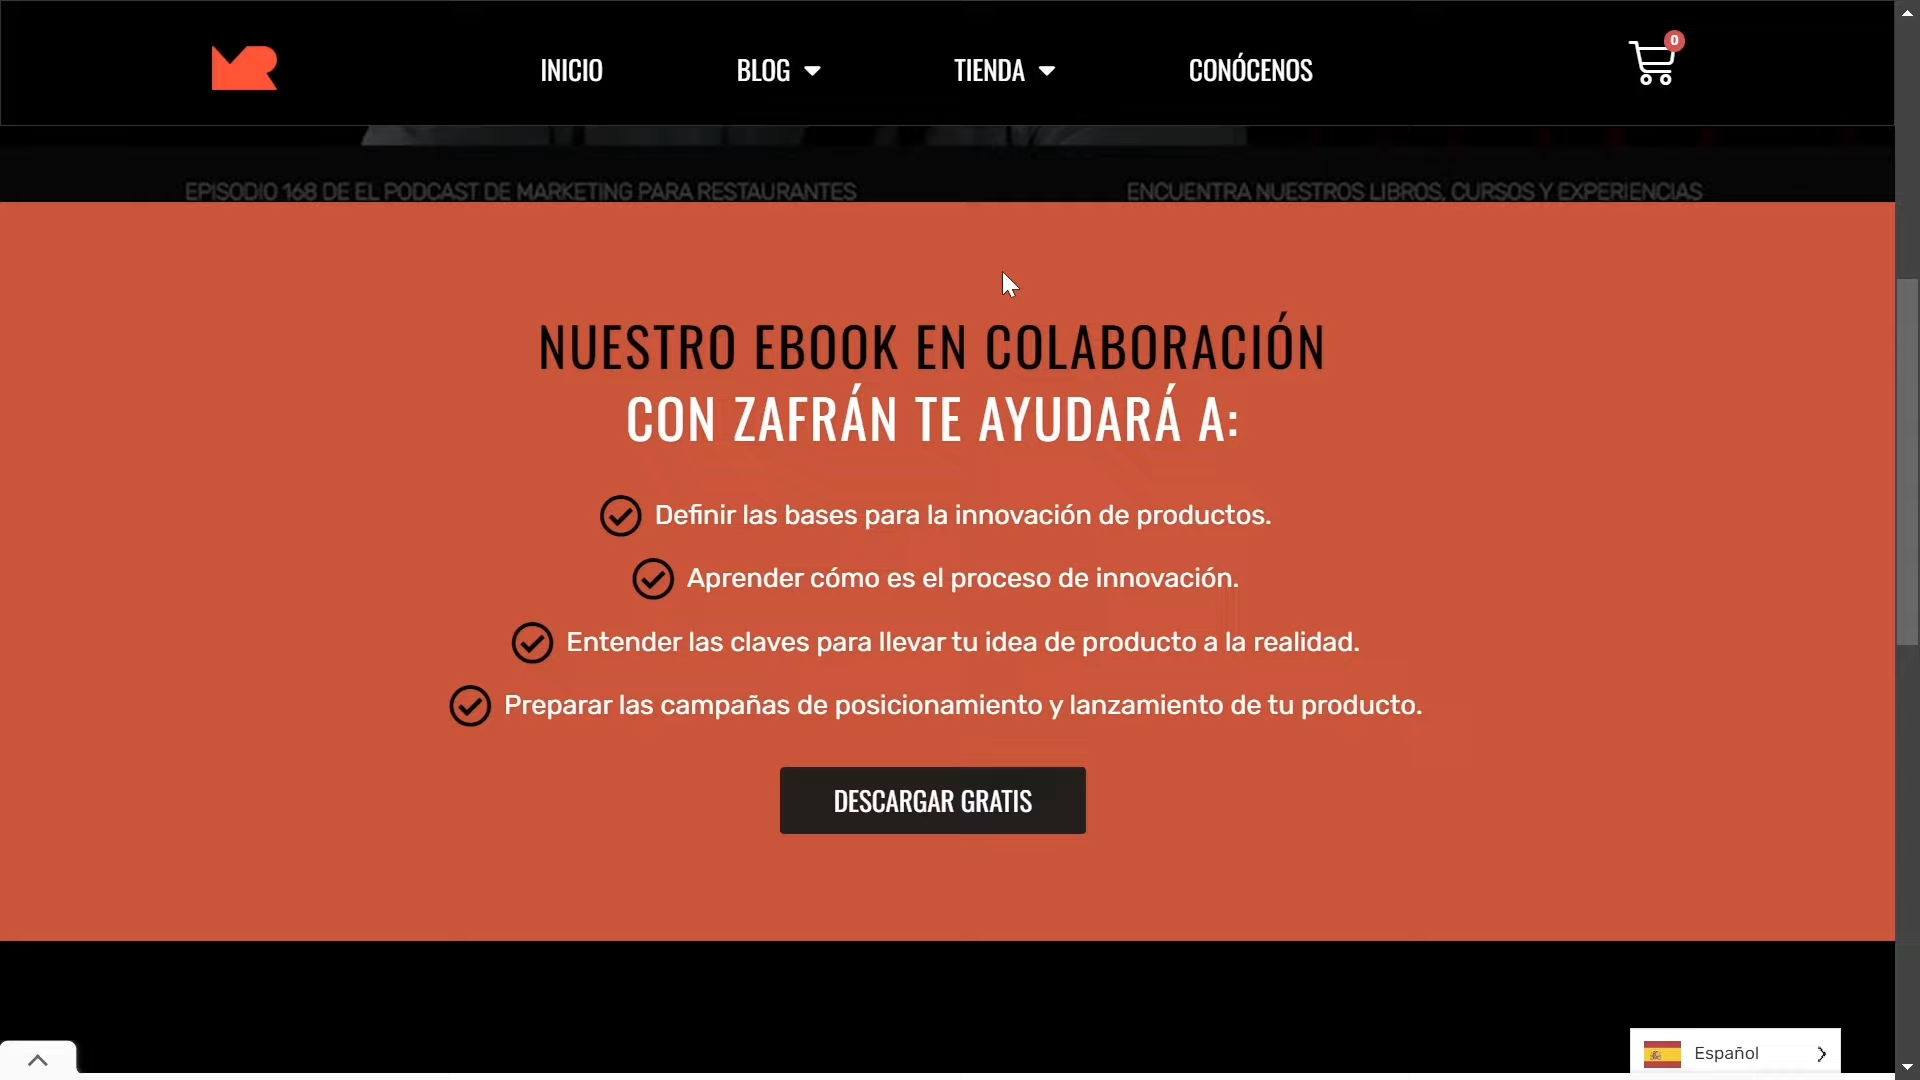 INICIO
BLOG
TIENDA
CONÓCENOS
0
EPISODIO 168 DE EL PODCAST DE MARKETING PARA RESTAURANTES
ENCUENTRA NUESTROS LIBROS, CURSOS Y EXPERIENCIAS
NUESTRO EBOOK EN COLABORACIÓN
CON ZAFRÁN TE AYUDARÁ A:
Definir las bases para la innovación de productos.
Aprender cómo es el proceso de innovación.
Entender las claves para llevar tu idea de producto a la realidad.
Preparar las campañas de posicionamiento y lanzamiento de tu producto.
DESCARGAR GRATIS
Español